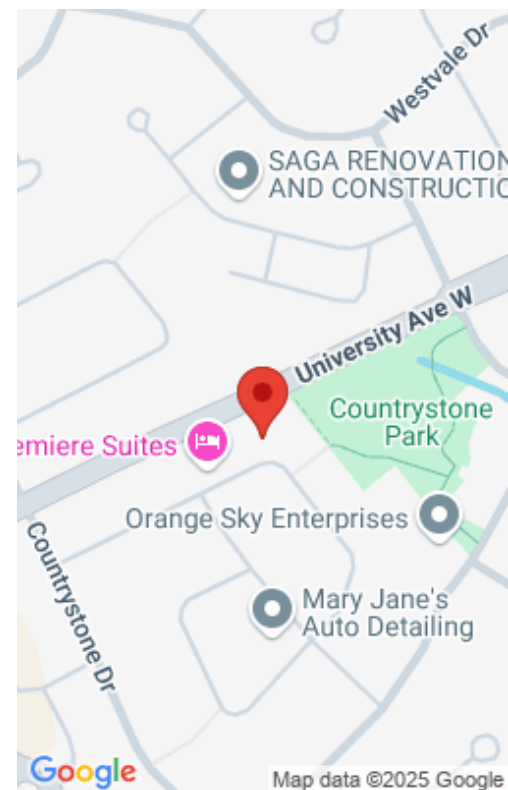 Westvale Dr
SAGA RENOVATION
AND CONSTRUCTIC
University Ave W
Countrystone
Park
emiere Suites
Orange Sky Enterprises
Countrystone Dr
Mary Jane's
Auto Detailing
Google
Map data ©2025 Google